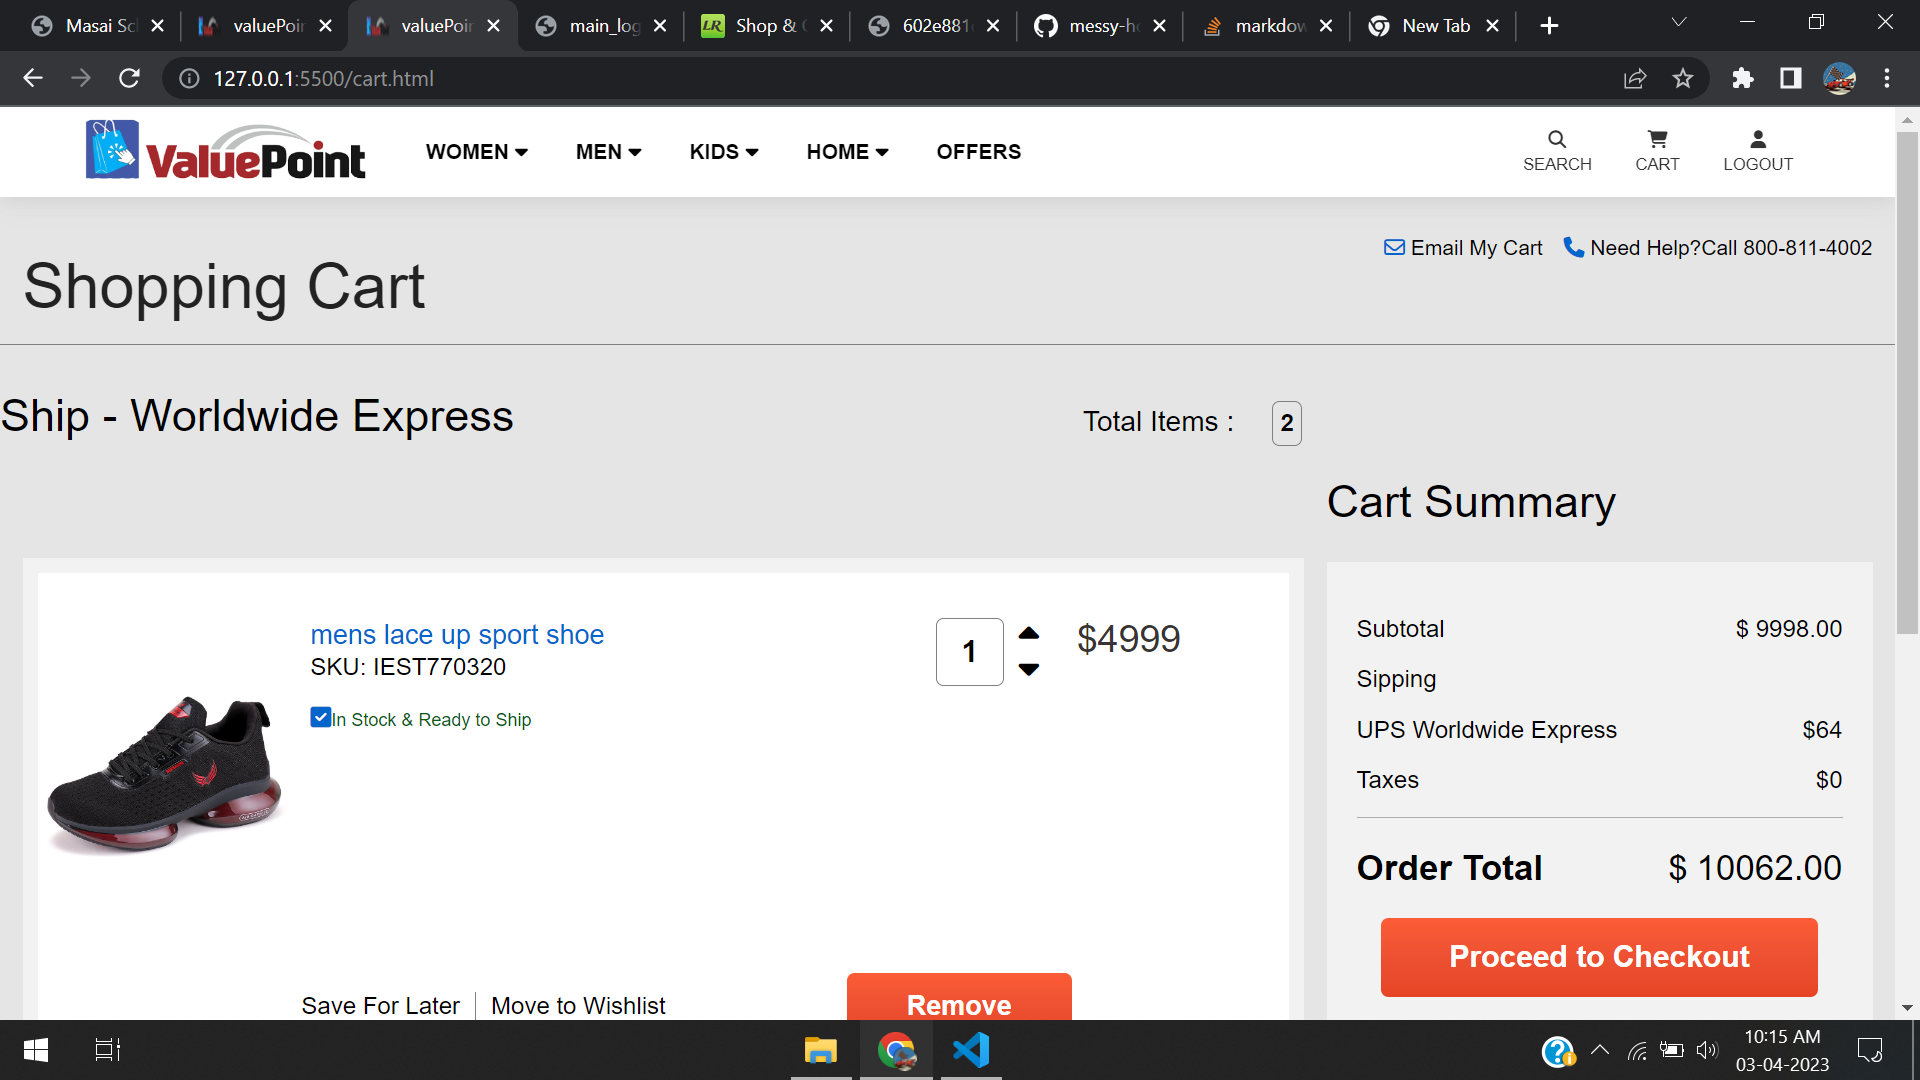 Masai Sc
valuePoin
valuePoin
main_log
LR Shop &
602e881
messy-h
markdow
New Tab
127.0.0.1:5500/cart.html
ValuePoint
WOMEN MEN KIDS HOME OFFERS
SEARCH CART LOGOUT
Email My Cart Need Help?Call 800-811-4002
Shopping Cart
Ship - Worldwide Express
Total Items : 2
Cart Summary
mens lace up sport shoe
SKU: IEST770320
In Stock & Ready to Ship
1
$4999
Save For Later
Move to Wishlist
Remove
Subtotal $ 9998.00
Sipping
UPS Worldwide Express $64
Taxes $0
Order Total $ 10062.00
Proceed to Checkout
10:15 AM
03-04-2023